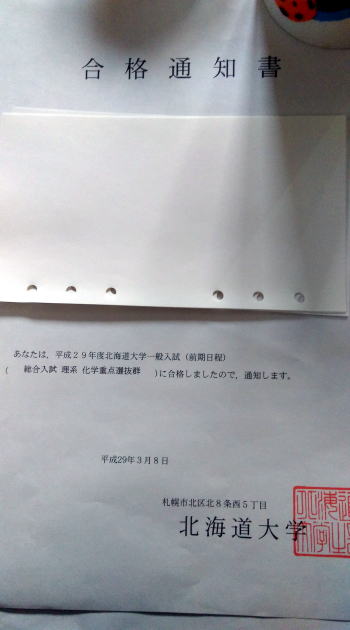 合格通知書
あなたは，平成29年度北海道大学一般入試（前期日程）
（　総合入試 理系 化学重点選抜群　）に合格しましたので，通知します。
平成29年3月8日
札幌市北区北8条西5丁目
北海道大学